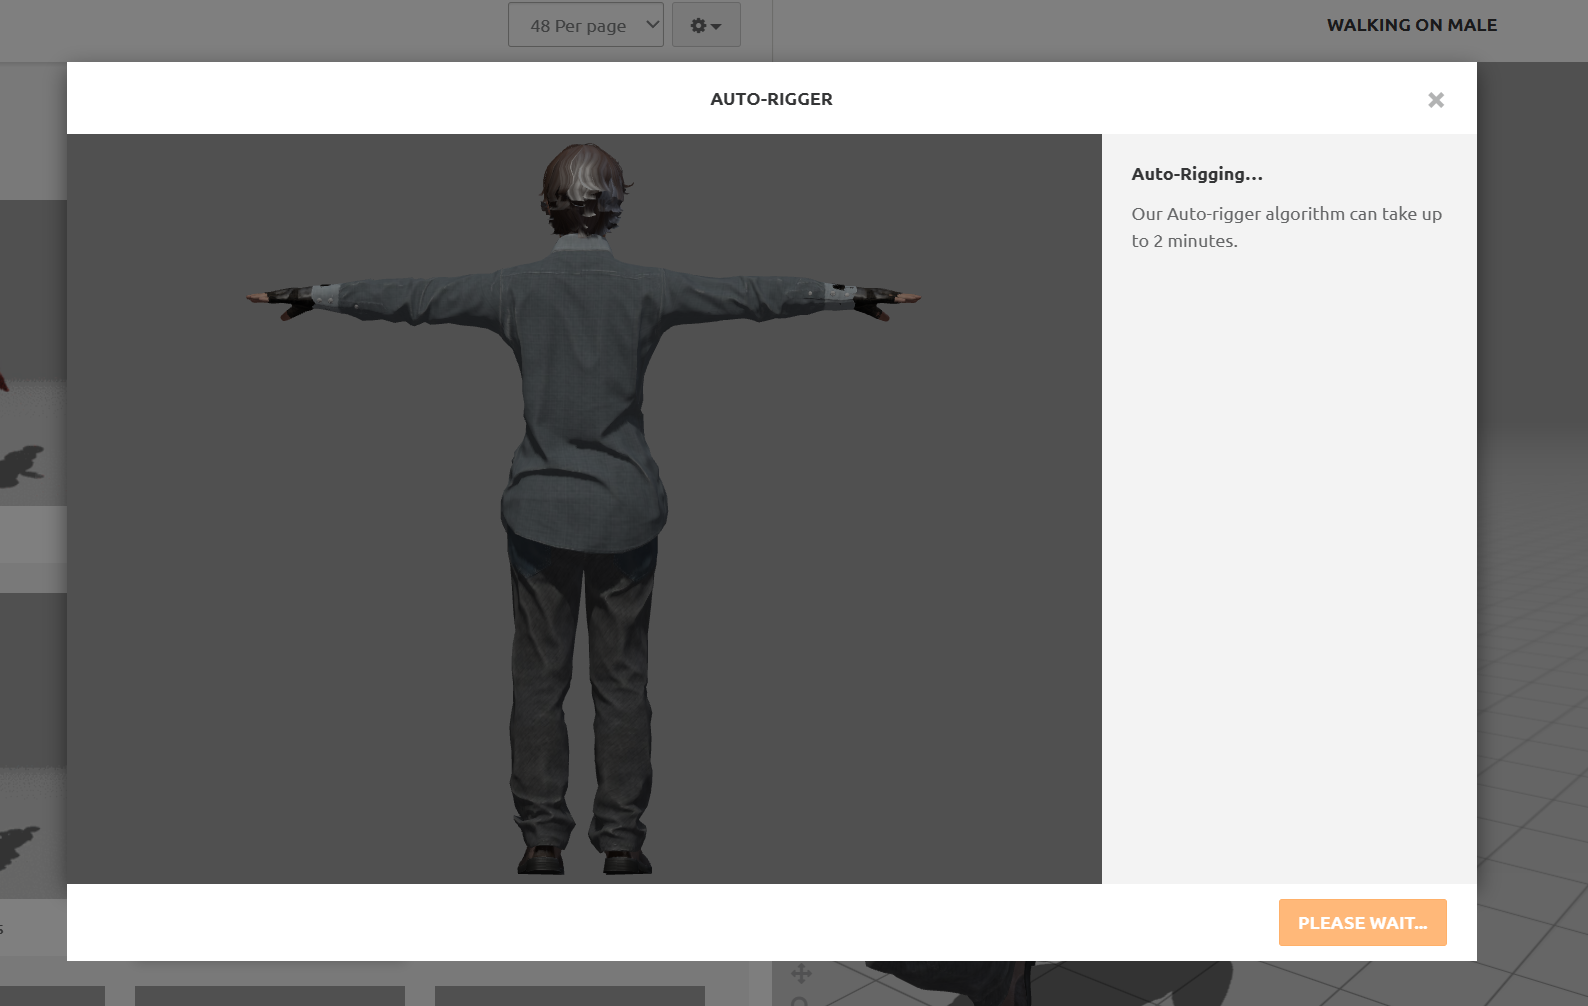 48 Per page
WALKING ON MALE
AUTO-RIGGER
Auto-Rigging...
Our Auto-rigger algorithm can take up
to 2 minutes.
s
PLEASE WAIT...